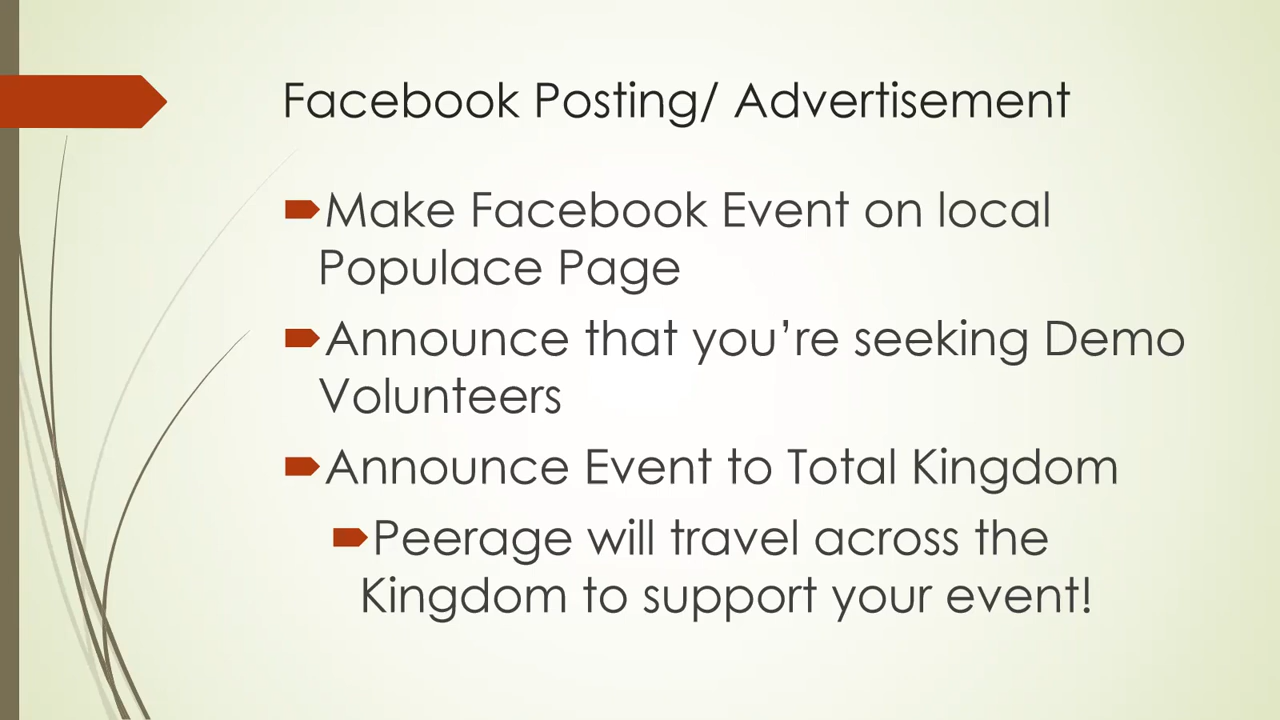 Facebook Posting/ Advertisement
Make Facebook Event on local
Populace Page
Announce that you’re seeking Demo
Volunteers
Announce Event to Total Kingdom
Peerage will travel across the
Kingdom to support your event!